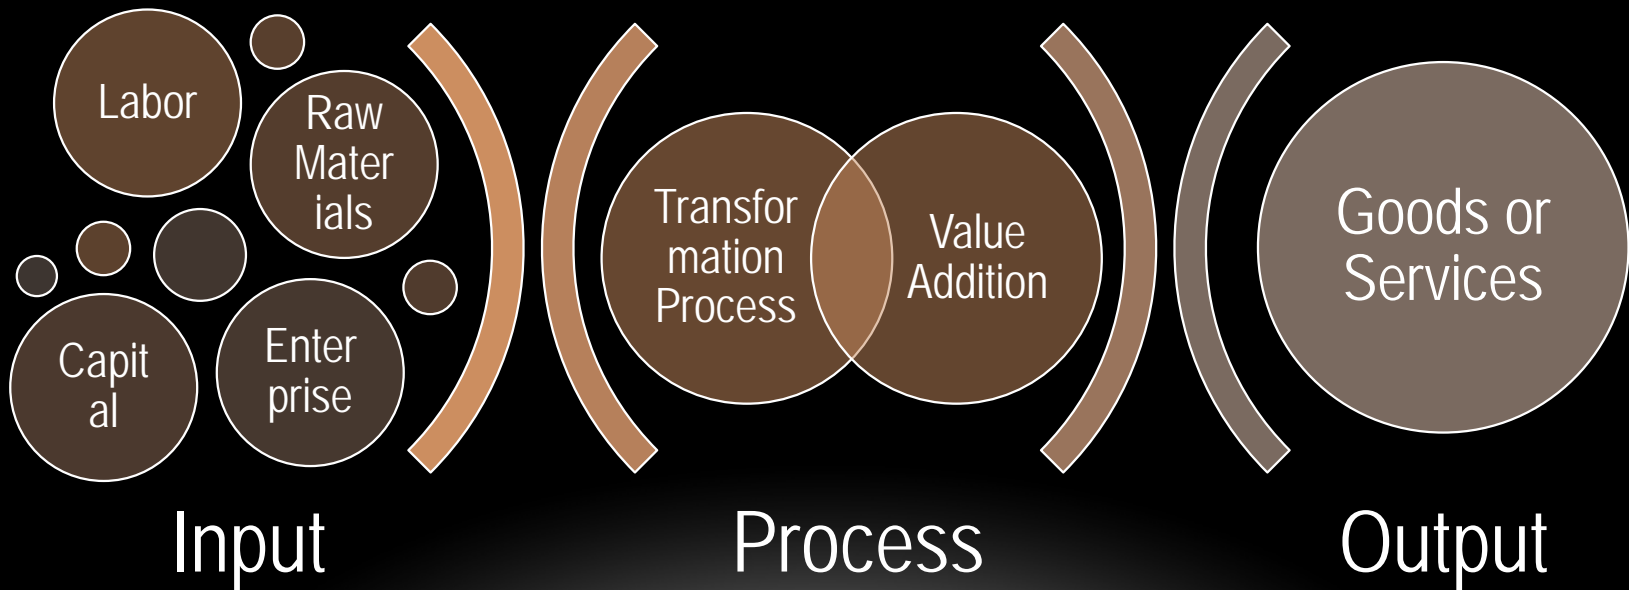 Labor
Raw
Mater
ials
Capit
al
Enter
prise
Transfor
mation
Process
Value
Addition
Goods or
Services
Input
Process
Output